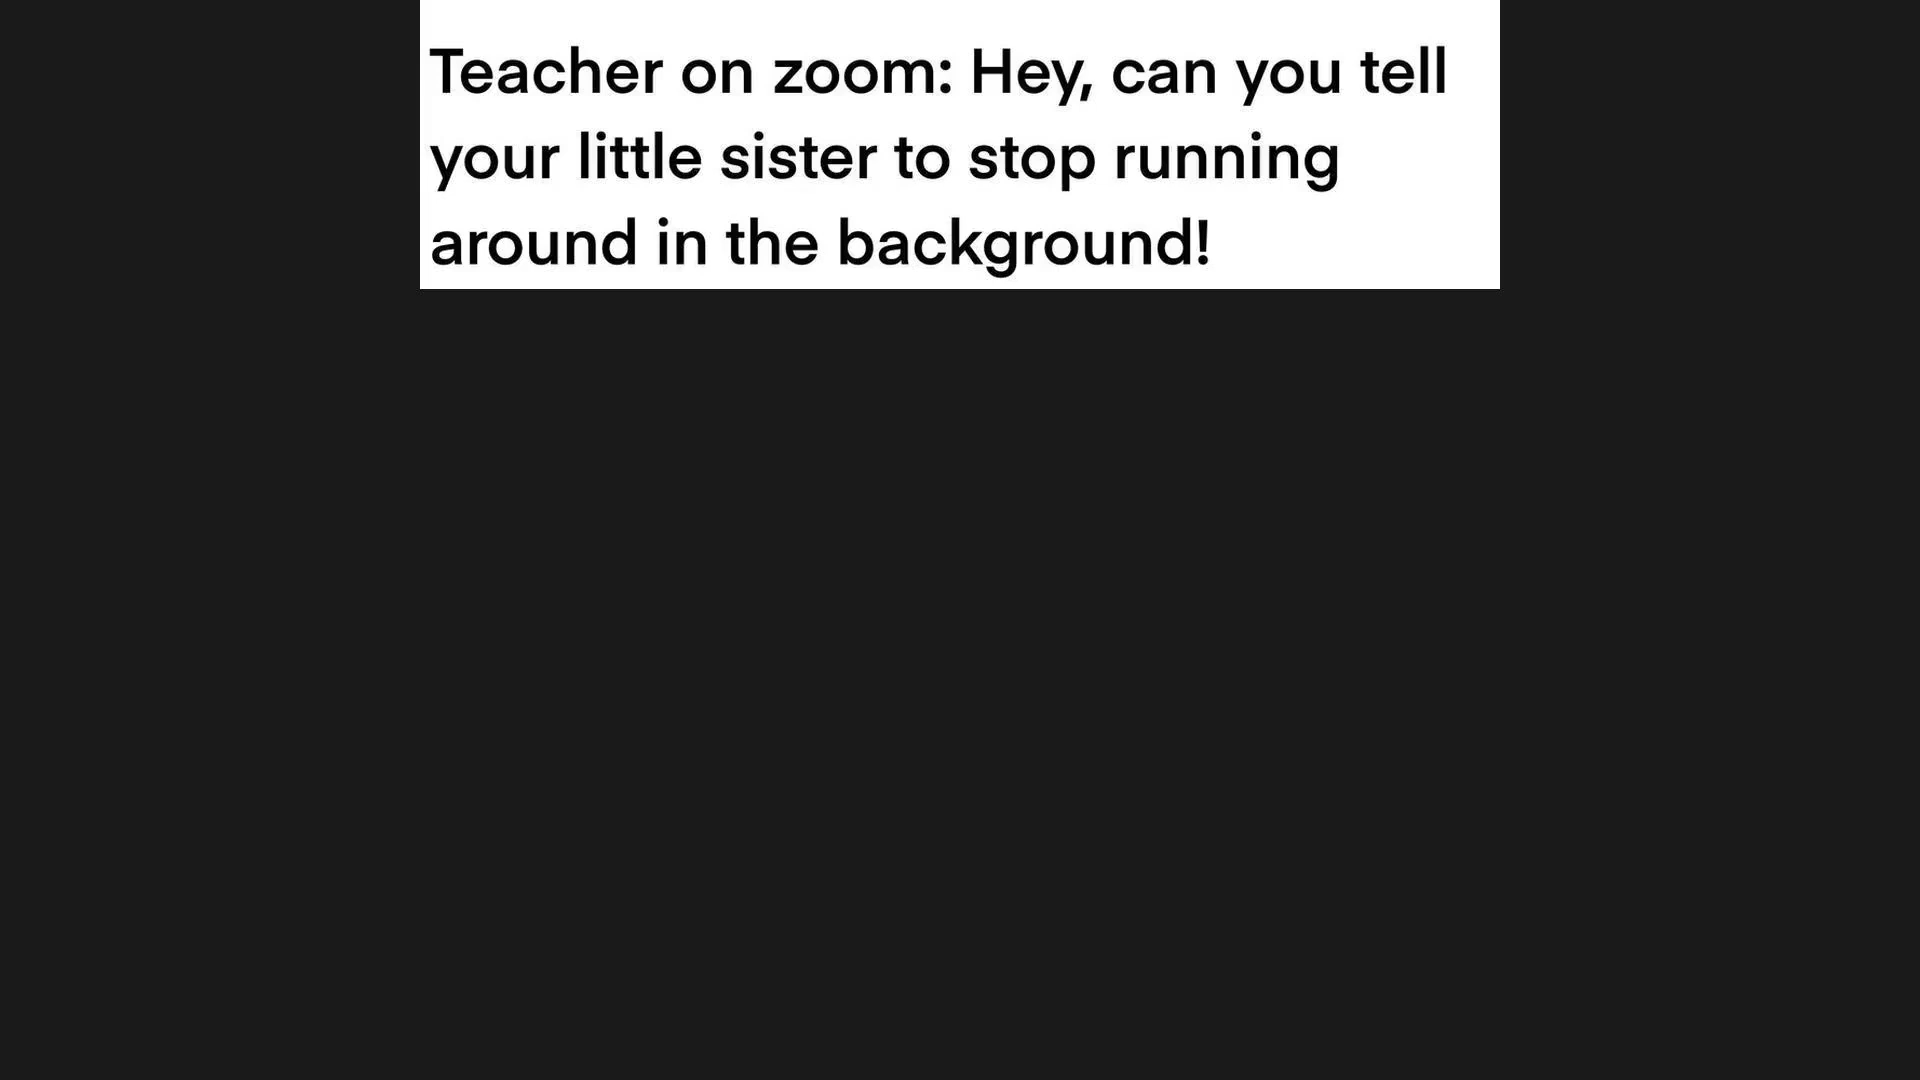 Teacher on zoom: Hey, can you tell
your little sister to stop running
around in the background!